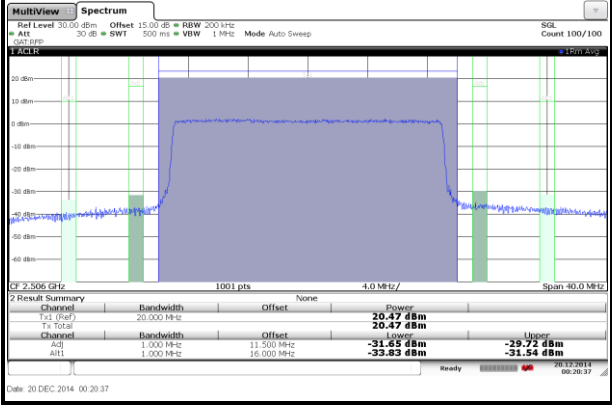 MultiView Spectrum
Ref Level 30.00 dBm Offset 15.00 dB RBW 200 kHz SGL
Att 30 dB SWT 500 ms VBW 1 MHz Mode Auto Sweep Count 100/100
GAT:RFP
1 ACLR 1Rm Avg
20 dBm
10 dBm
0 dBm
-10 dBm
-20 dBm
-30 dBm
-40 dBm
-50 dBm
-60 dBm
CF 2.506 GHz 1001 pts 4.0 MHz/ Span 40.0 MHz
2 Result Summary None
Channel Bandwidth Offset Power
Tx1 (Ref) 20.000 MHz 20.47 dBm
Tx Total 20.47 dBm
Channel Bandwidth Offset Lower Upper
Adj 1.000 MHz 11.500 MHz -31.65 dBm -29.72 dBm
Alt1 1.000 MHz 16.000 MHz -33.83 dBm -31.54 dBm
Ready 20.12.2014
00:20:37
Date: 20.DEC.2014 00:20:37